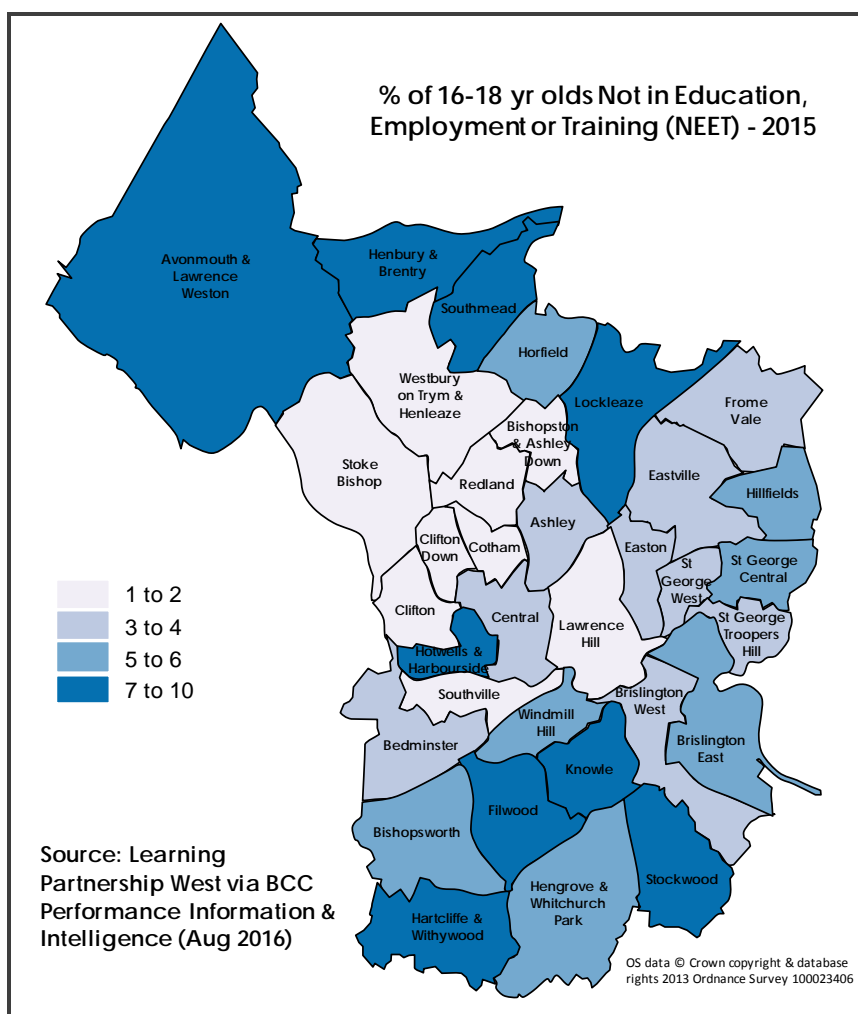 % of 16-18 yr olds Not in Education,
Employment or Training (NEET) - 2015
Avonmouth &
Lawrence
Weston
Henbury &
Brentry
Southmead
Horfield
Westbury
on Trym &
Henleaze
Lockleaze
Frome
Vale
Bishopston
& Ashley
Down
Stoke
Bishop
Redland
Eastville
Hillfields
Ashley
Clifton
Down
Cotham
Easton
St
George
West
St George
Central
Clifton
Central
Lawrence
Hill
St George
Troopers
Hill
Hotwells &
Harbourside
Southville
Windmill
Hill
Brislington
West
Brislington
East
Bedminster
Knowle
Filwood
Bishopsworth
Stockwood
Hengrove &
Whitchurch
Park
Hartcliffe &
Withywood
1 to 2
3 to 4
5 to 6
7 to 10
Source: Learning
Partnership West via BCC
Performance Information &
Intelligence (Aug 2016)
OS data © Crown copyright & database
rights 2013 Ordnance Survey 100023406